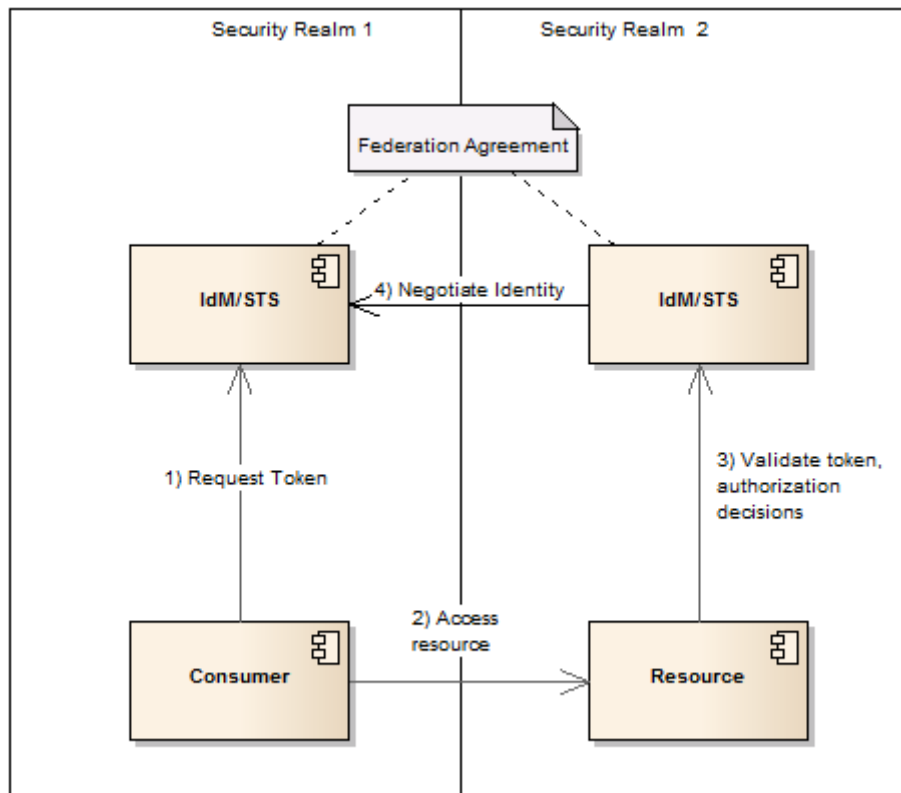 Security Realm 1
Security Realm 2
Federation Agreement
IdM/STS
4) Negotiate Identity
IdM/STS
1) Request Token
3) Validate token,
authorization
decisions
2) Access
resource
Consumer
Resource